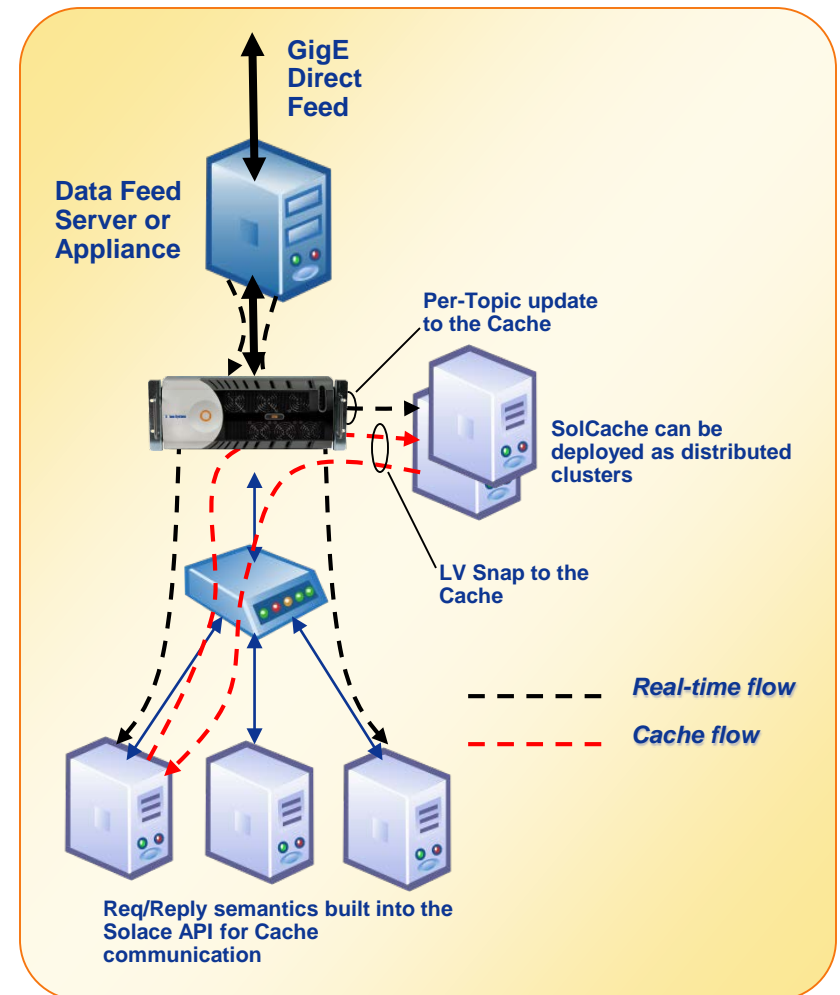 GigE
Direct
Feed
Data Feed
Server or
Appliance
Per-Topic update
to the Cache
SolCache can be
deployed as distributed
clusters
LV Snap to the
Cache
Real-time flow
Cache flow
Req/Reply semantics built into the
Solace API for Cache
communication